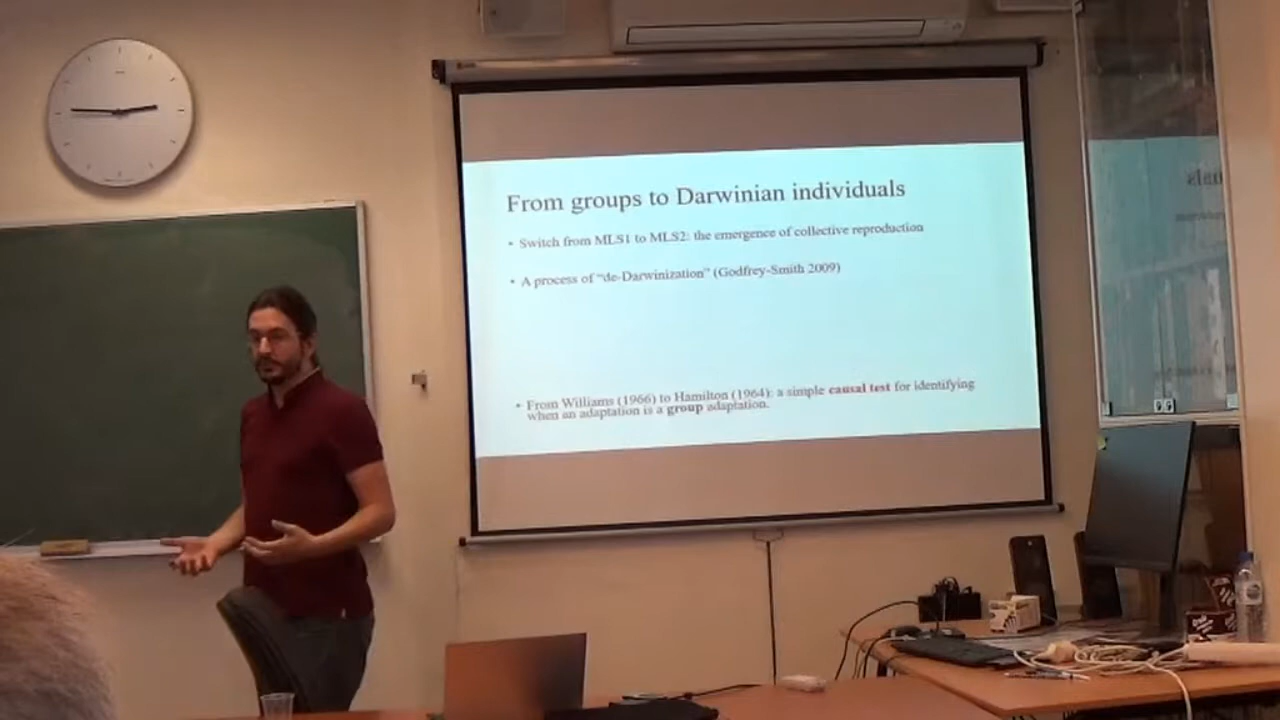 From groups to Darwinian individuals
• Switch from MLS1 to MLS2: the emergence of collective reproduction
• A process of “de-Darwinization” (Godfrey-Smith 2009)
• From Williams (1966) to Hamilton (1964): a simple causal test for identifying
when an adaptation is a group adaptation.